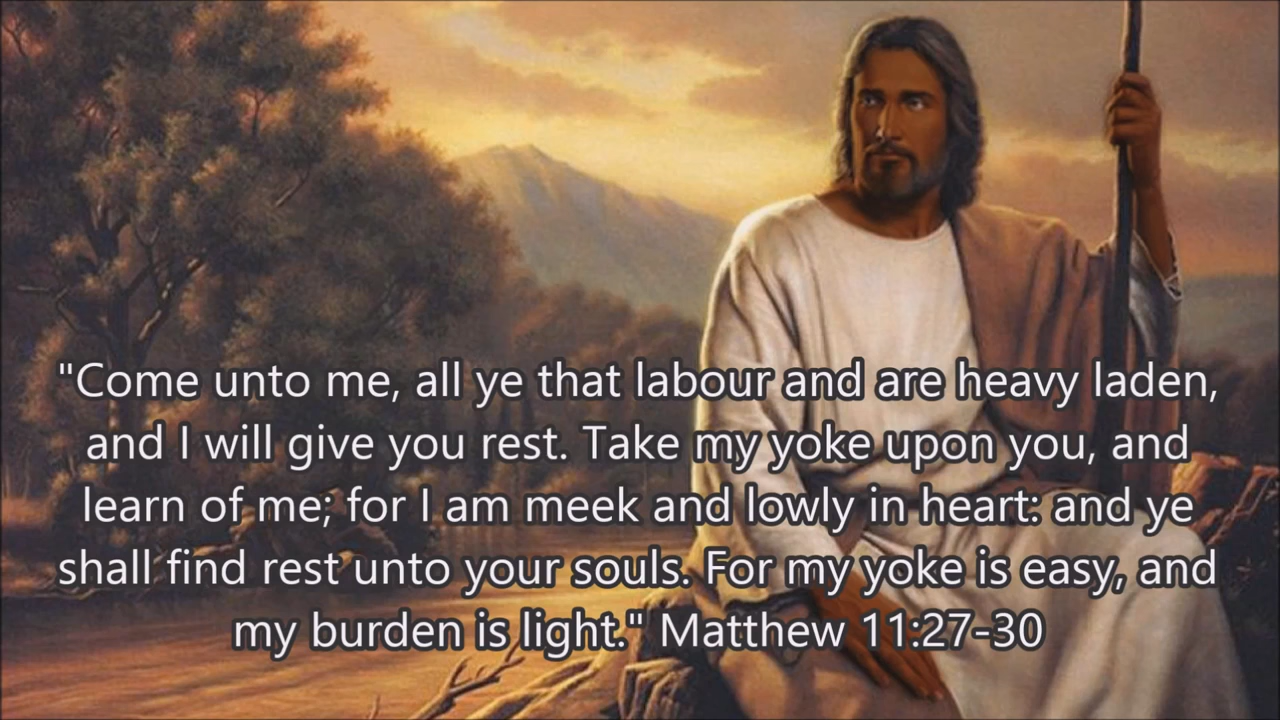 "Come unto me, all ye that labour and are heavy laden,
and I will give you rest. Take my yoke upon you, and
learn of me; for I am meek and lowly in heart: and ye
shall find rest unto your souls. For my yoke is easy, and
my burden is light." Matthew 11:27-30